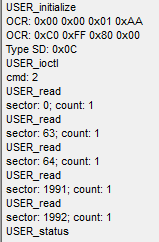 USER_initialize
OCR: 0x00 0x00 0x01 0xAA
OCR: 0xC0 0xFF 0x80 0x00
Type SD: 0x0C
USER_ioctl
cmd: 2
USER_read
sector: 0; count: 1
USER_read
sector: 63; count: 1
USER_read
sector: 64; count: 1
USER_read
sector: 1991; count: 1
USER_read
sector: 1992; count: 1
USER_status